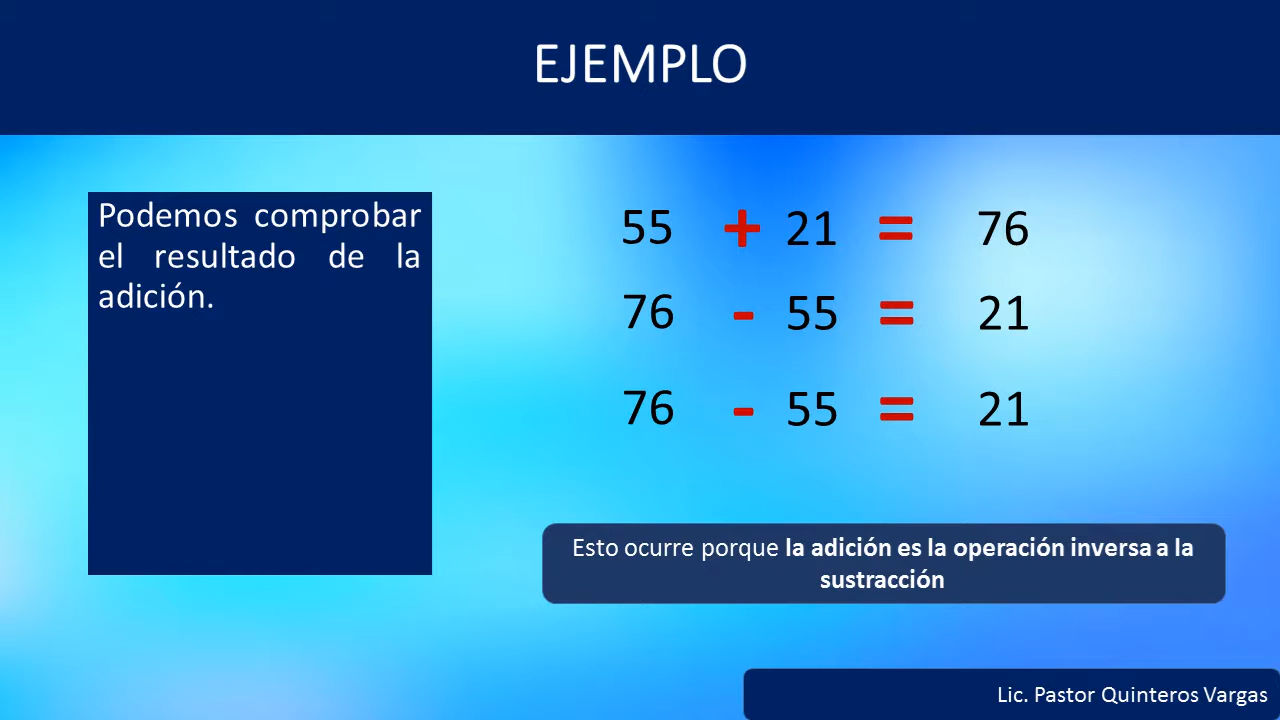 EJEMPLO
Podemos comprobar
el resultado de la
adición.
55 + 21 = 76
76 - 55 = 21
76 - 55 = 21
Esto ocurre porque la adición es la operación inversa a la
sustracción
Lic. Pastor Quinteros Vargas